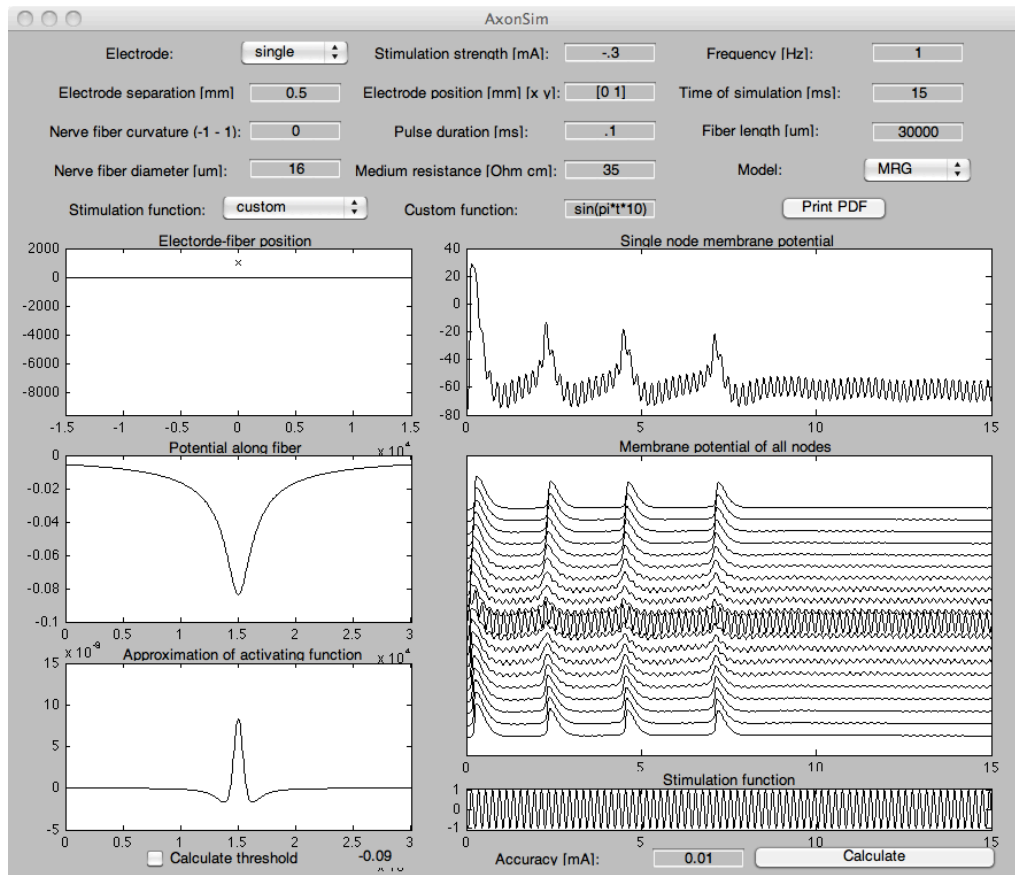 AxonSim
Electrode: single Stimulation strength [mA]: -.3 Frequency [Hz]: 1
Electrode separation [mm] 0.5 Electrode position [mm] [x y]: [0 1] Time of simulation [ms]: 15
Nerve fiber curvature (-1 - 1): 0 Pulse duration [ms]: .1 Fiber length [um]: 30000
Nerve fiber diameter [um]: 16 Medium resistance [Ohm cm]: 35 Model: MRG
Stimulation function: custom Custom function: sin(pi*t*10) Print PDF
Electorde-fiber position
2000
0
-2000
-4000
-6000
-8000
-1.5 -1 -0.5 0 0.5 1 1.5
x 10⁴
Single node membrane potential
40
20
0
-20
-40
-60
-80
0 5 10 15
Potential along fiber
0
-0.02
-0.04
-0.06
-0.08
-0.1
0 0.5 1 1.5 2 2.5 3
x 10⁴
Membrane potential of all nodes
0 5 10 15
Approximation of activating function
x 10⁻⁹
15
10
5
0
-5
0 0.5 1 1.5 2 2.5 3
Stimulation function
1
0
-1
0 5 10 15
Calculate threshold -0.09 Accuracy [mA]: 0.01 Calculate